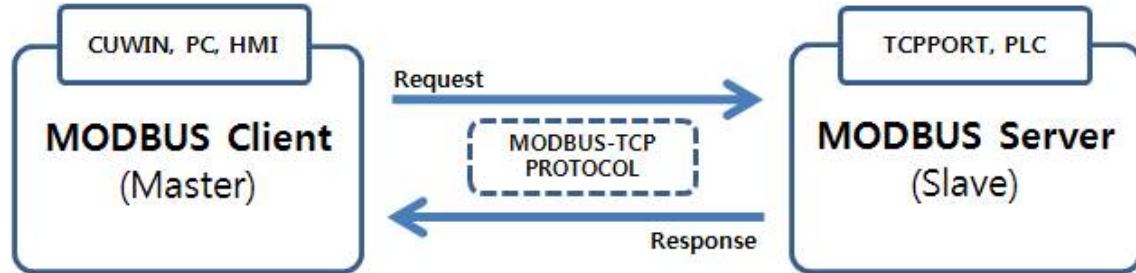 CUWIN, PC, HMI
MODBUS Client
(Master)
Request
MODBUS-TCP
PROTOCOL
Response
TCPPORT, PLC
MODBUS Server
(Slave)